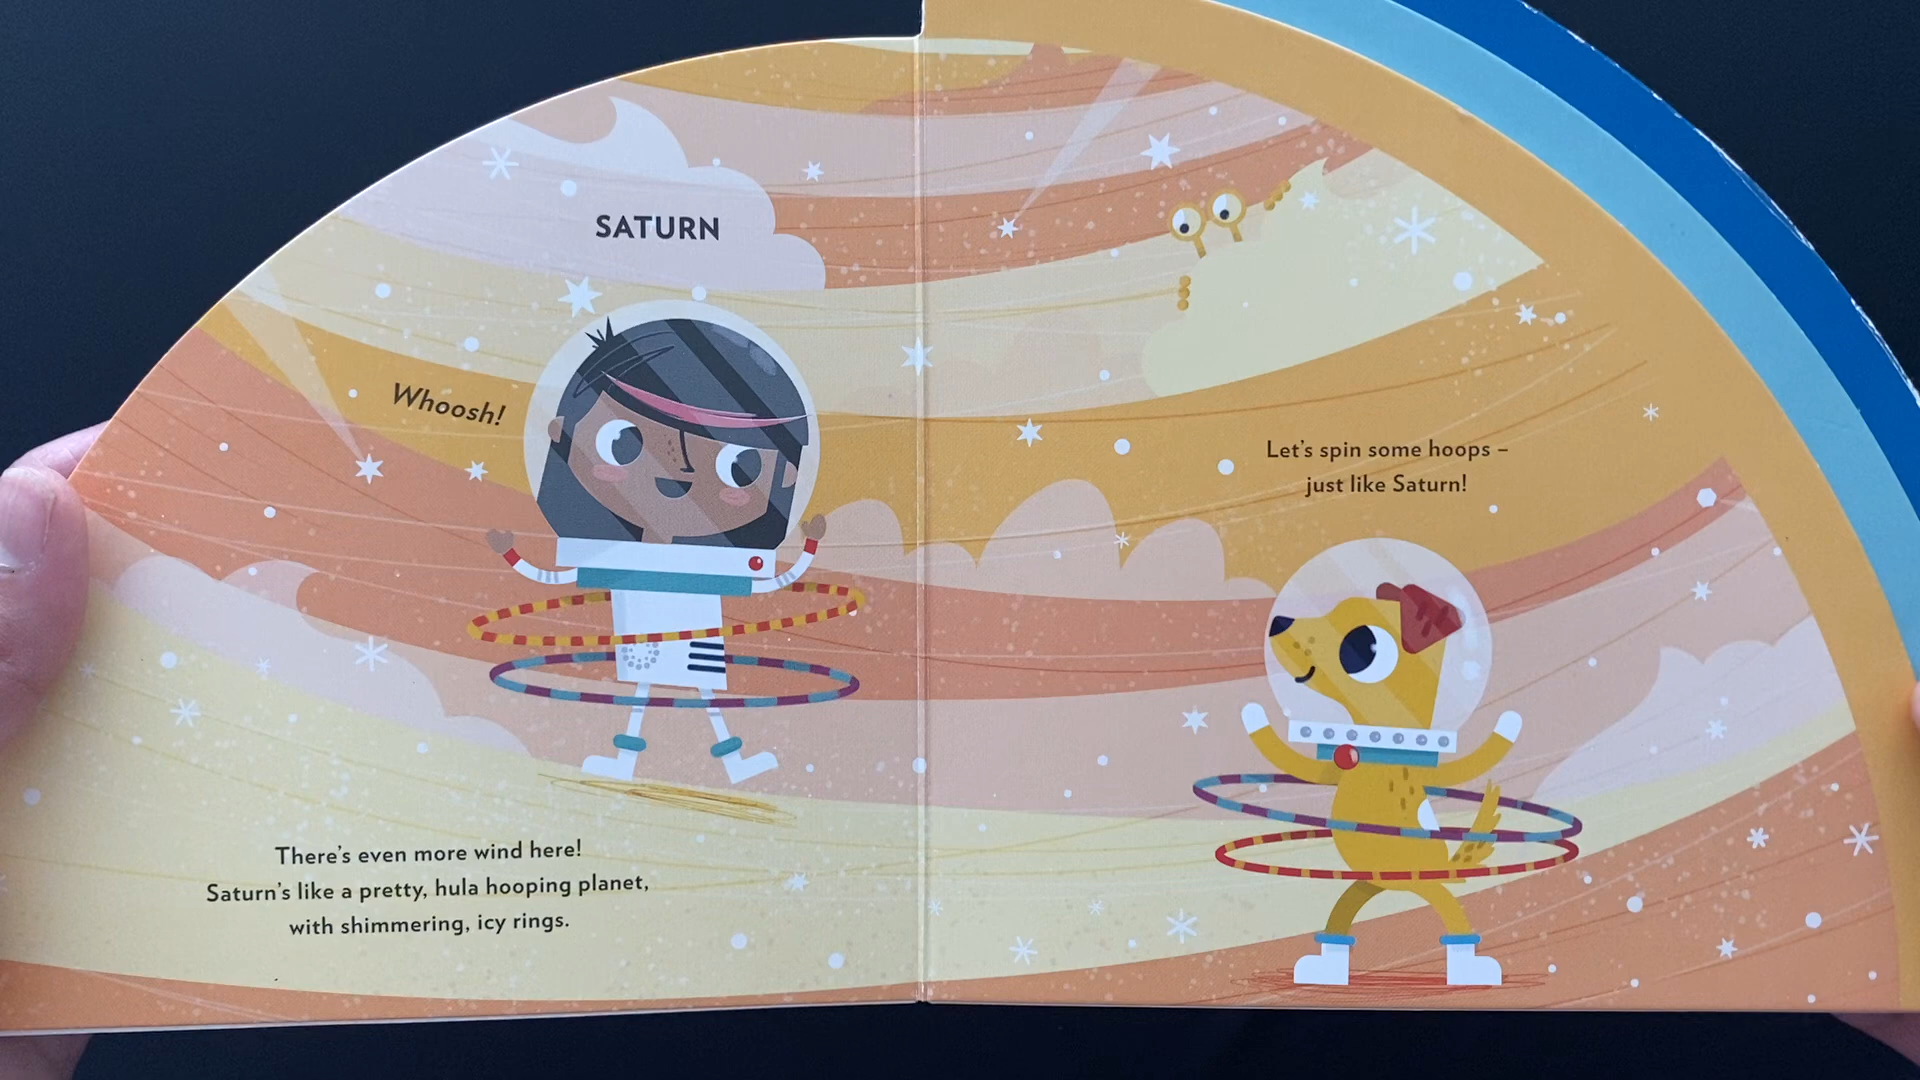 SATURN
Whoosh!
There's even more wind here!
Saturn's like a pretty, hula hooping planet,
with shimmering, icy rings.
Let's spin some hoops –
just like Saturn!